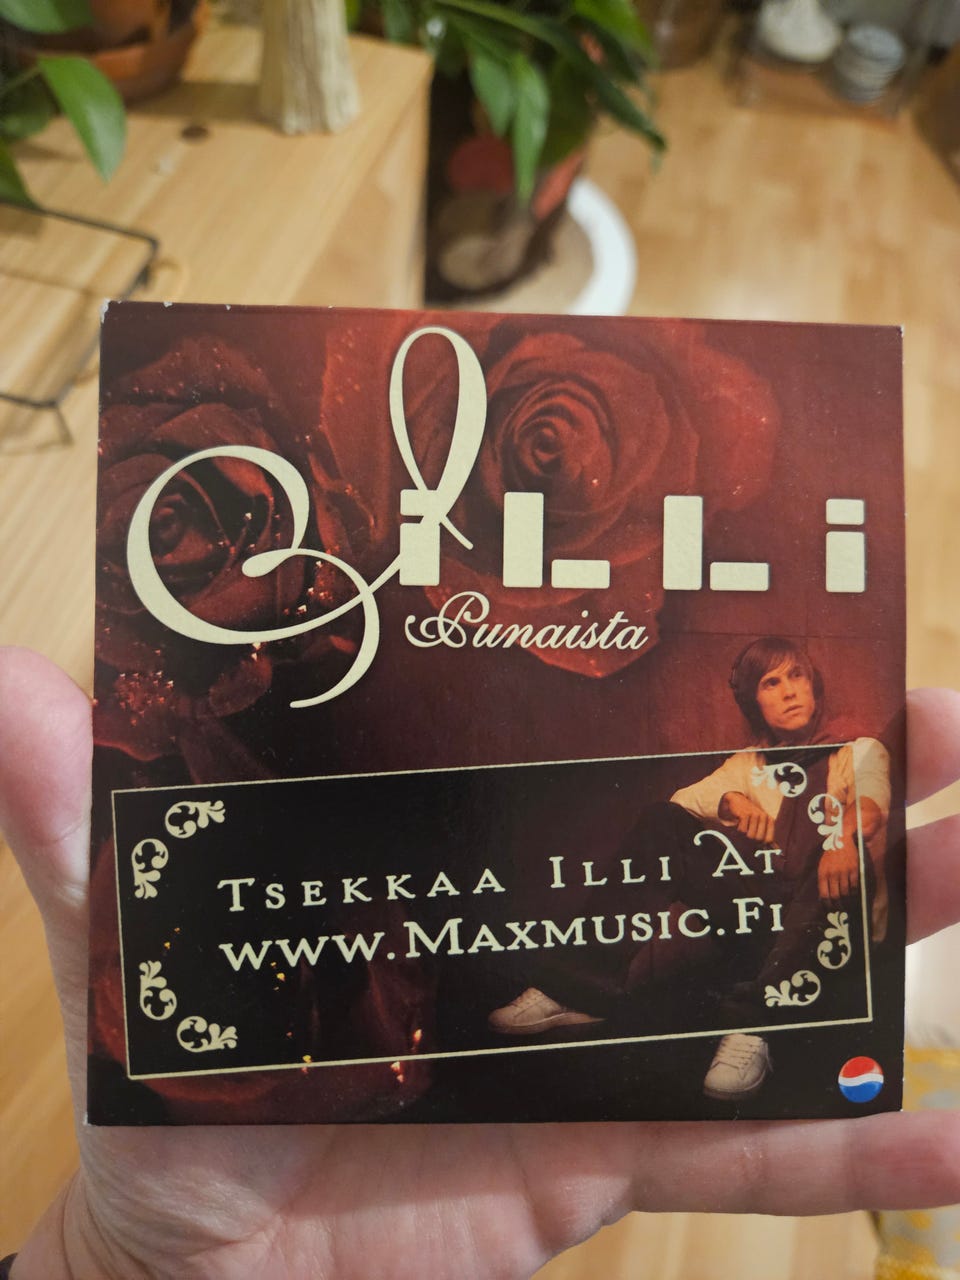 iLLi
Punaista
Tsekkaa Illi At
www.Maxmusic.Fi